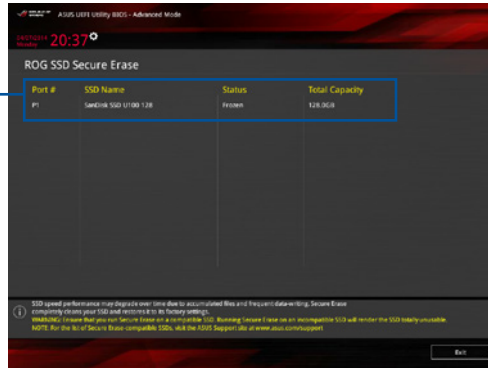 ASUS UEFI Utility BIOS - Advanced Mode
Monday 20:37
ROG SSD Secure Erase
Port # SSD Name Status Total Capacity
P1 SanDisk SSD U100 128 Frozen 128.0GB
SSD speed performance may degrade over time due to accumulated files and frequent data-writing. Secure Erase
completely cleans your SSD and restores it to its factory settings.
WARNING: Ensure that you run Secure Erase on a compatible SSD. Running Secure Erase on an incompatible SSD will render the SSD totally unusable.
NOTE: For the list of Secure Erase-compatible SSDs, visit the ASUS Support site at www.asus.com/support
Exit